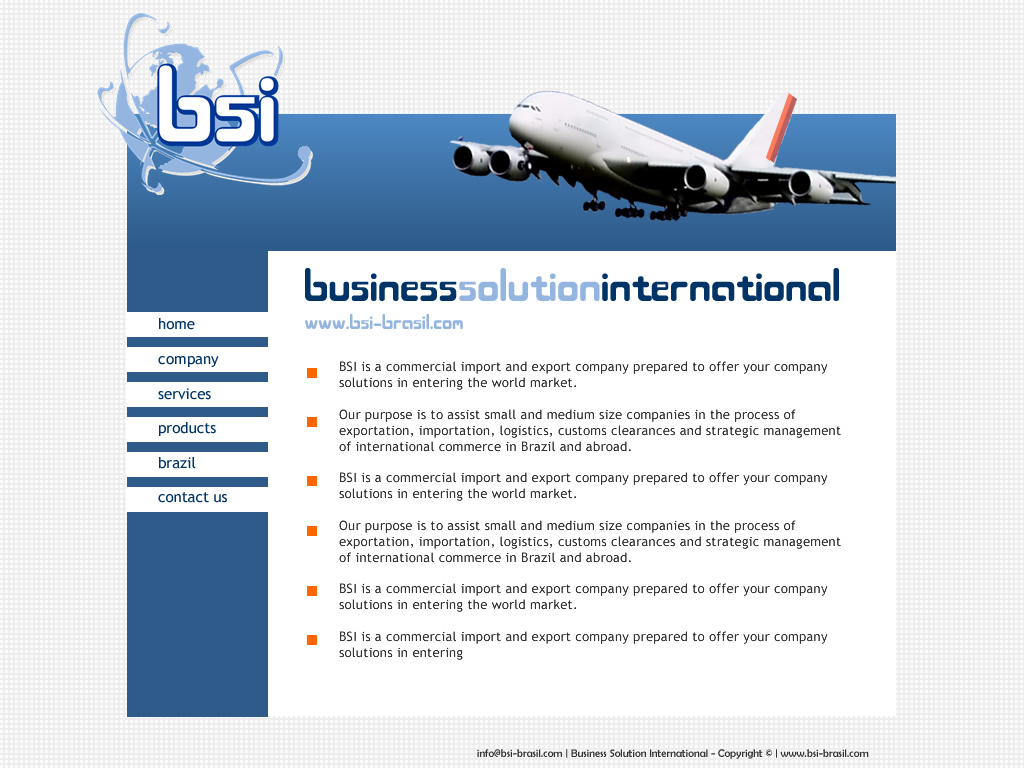 bsi
businesssolutioninternational
www.bsi-brasil.com
home
company
services
products
brazil
contact us
BSI is a commercial import and export company prepared to offer your company
solutions in entering the world market.
Our purpose is to assist small and medium size companies in the process of
exportation, importation, logistics, customs clearances and strategic management
of international commerce in Brazil and abroad.
BSI is a commercial import and export company prepared to offer your company
solutions in entering the world market.
Our purpose is to assist small and medium size companies in the process of
exportation, importation, logistics, customs clearances and strategic management
of international commerce in Brazil and abroad.
BSI is a commercial import and export company prepared to offer your company
solutions in entering the world market.
BSI is a commercial import and export company prepared to offer your company
solutions in entering
info@bsi-brasil.com | Business Solution International - Copyright © | www.bsi-brasil.com